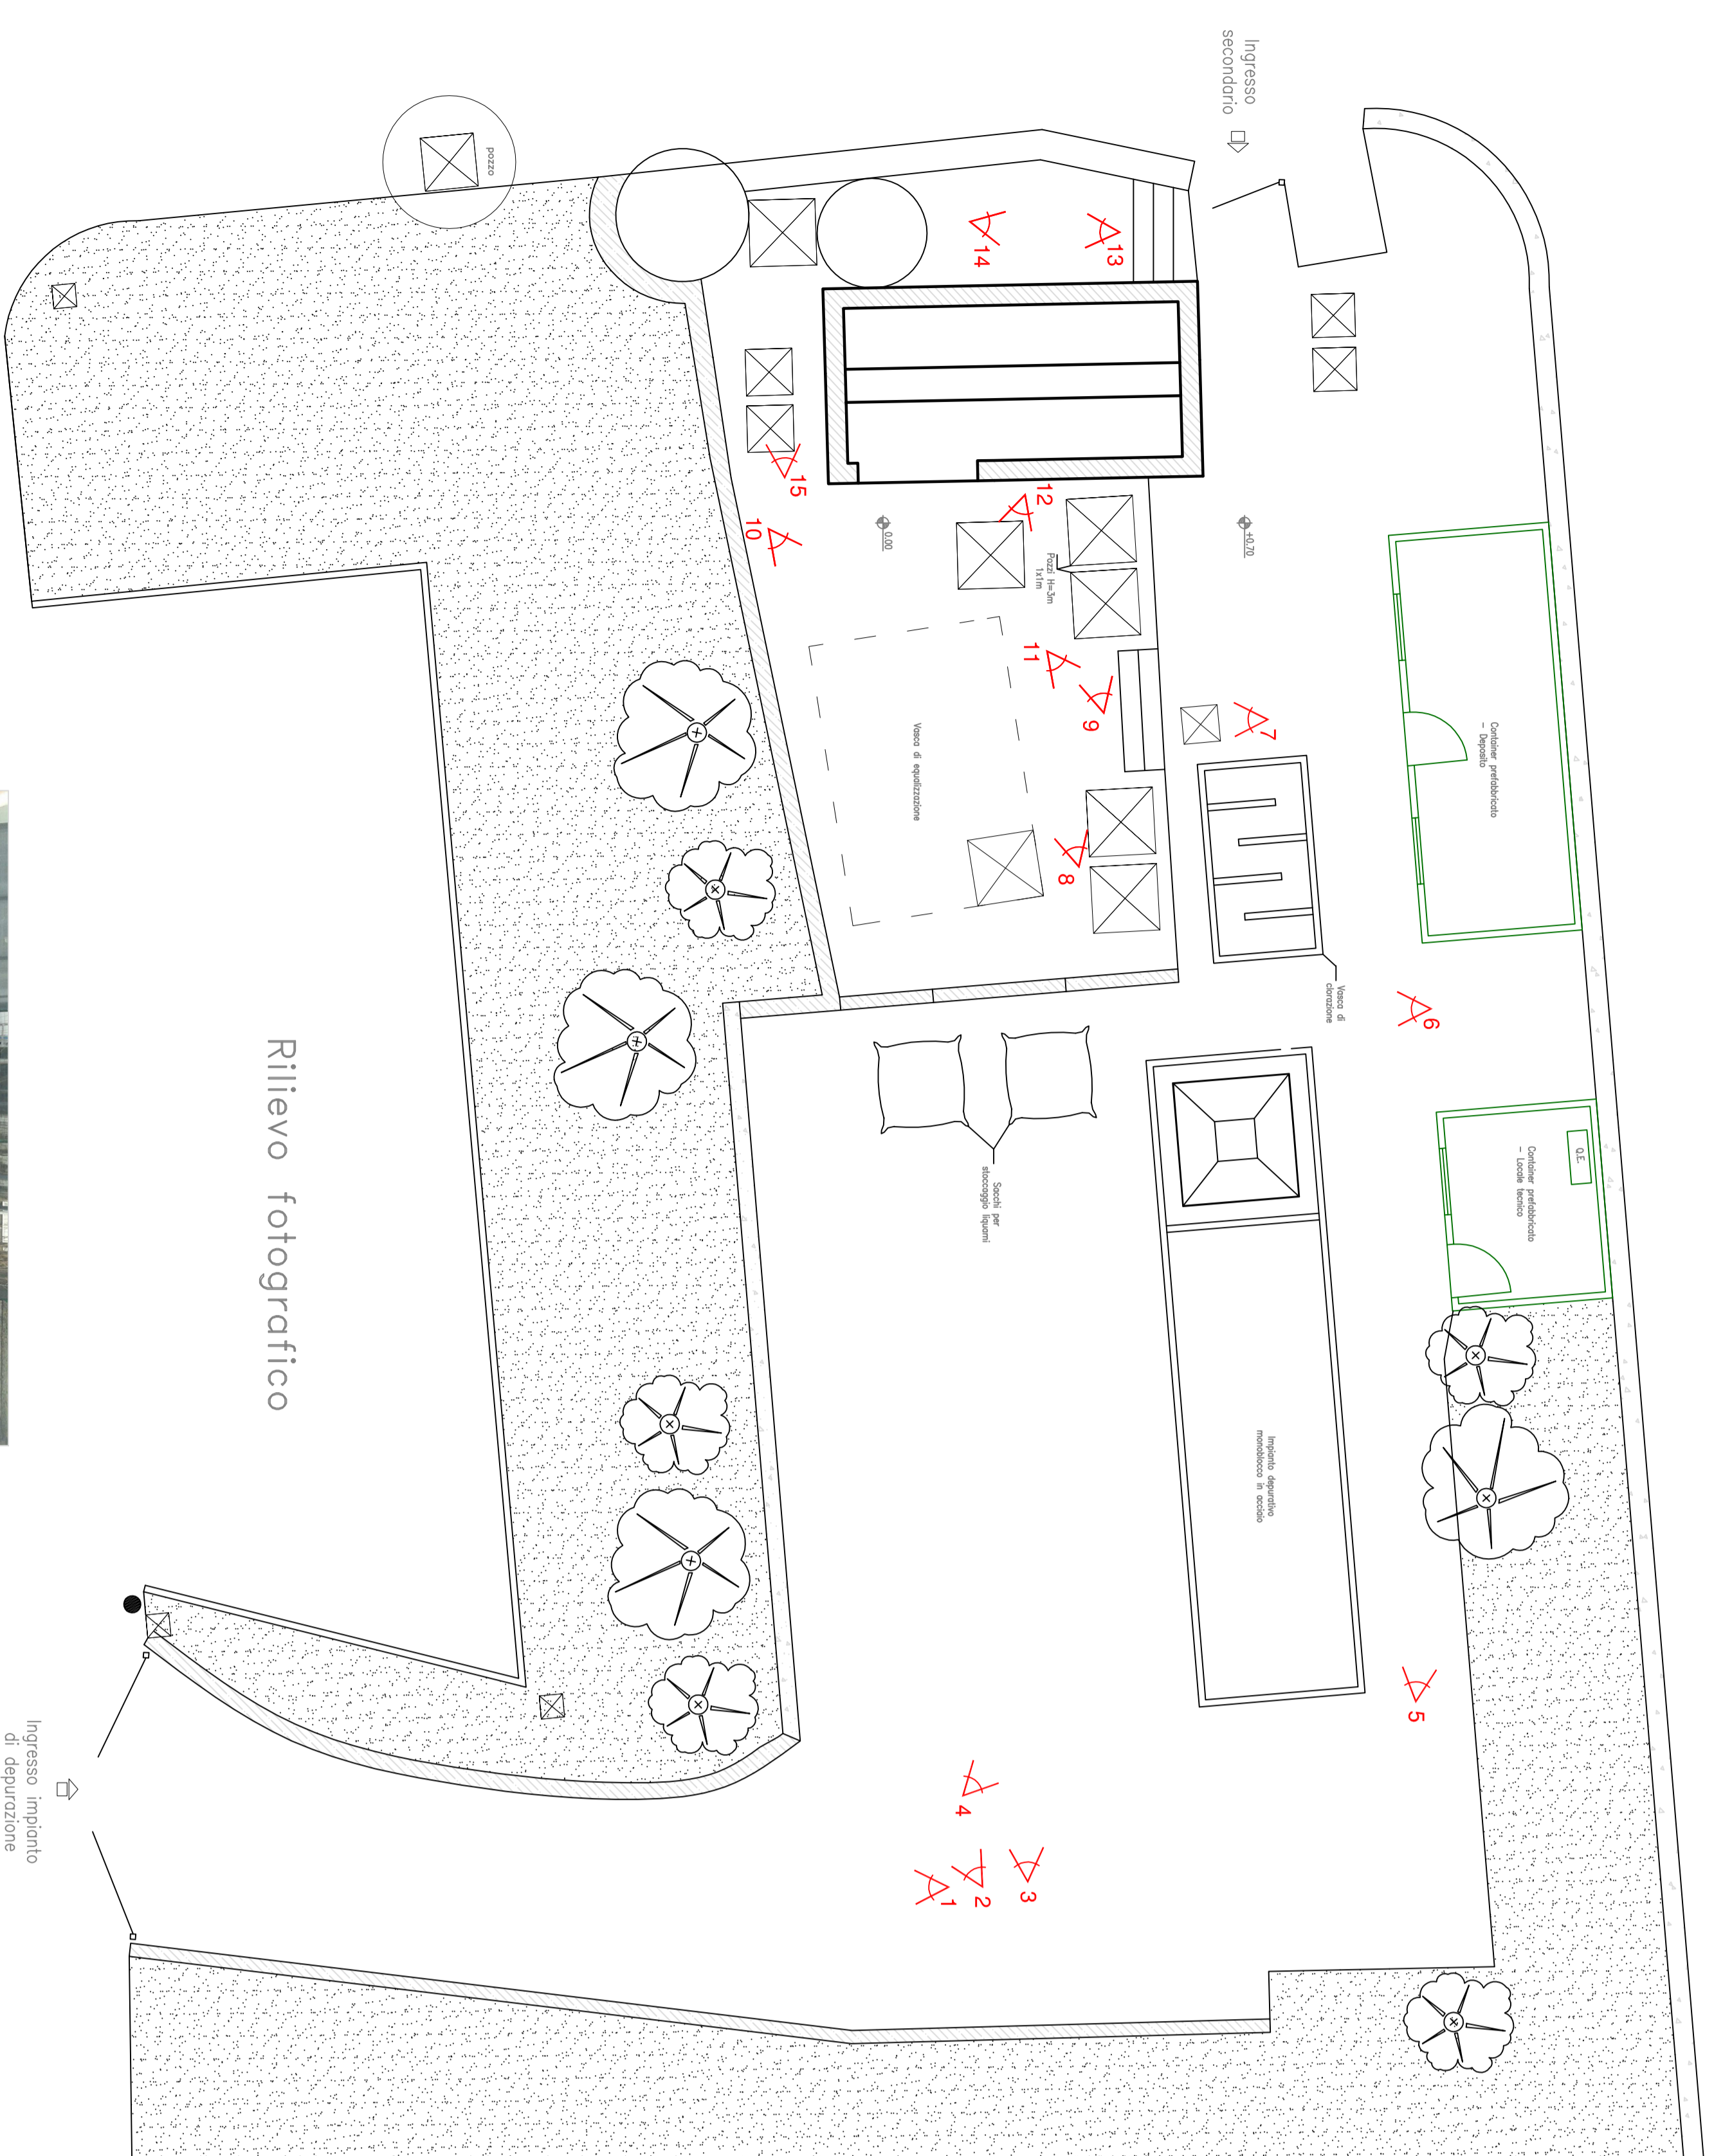 Ingresso
secondario
pozzo
Container prefabbricato
- Deposito
Container prefabbricato
- Locale tecnico
Q.E.
+0.70
0.00
Pozzi H=3m
1x1m
Vasca di equalizzazione
Vasca di
clorazione
Sacchi per
stoccaggio liquami
Impianto depurativo
monoblocco in acciaio
Ingresso impianto
di depurazione
Rilievo fotografico
1
2
3
4
5
6
7
8
9
10
11
12
13
14
15